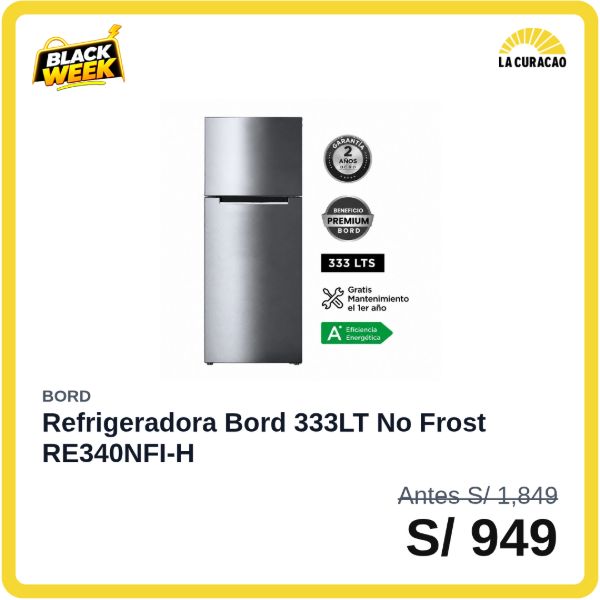 BLACK
WEEK
LA CURACAO
GARANTÍA
2
AÑOS
BORD
BENEFICIO
PREMIUM
BORD
333 LTS
Gratis
Mantenimiento
el 1er año
A+
Eficiencia
Energética
BORD
Refrigeradora Bord 333LT No Frost
RE340NFI-H
Antes S/ 1,849
S/ 949